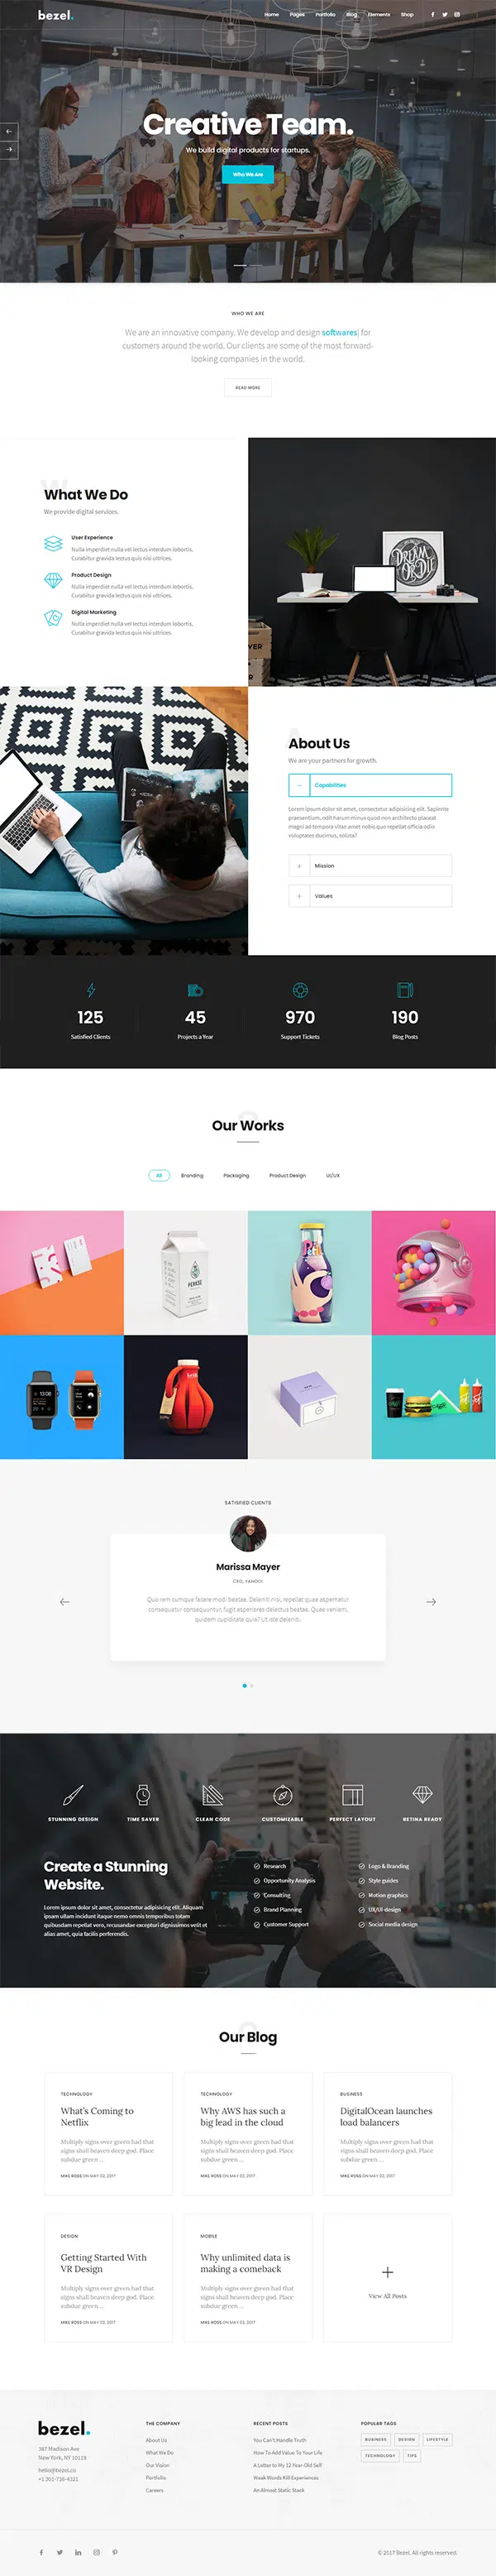 bezel.
Home Pages Portfolio Blog Elements Shop
Creative Team.
We build digital products for startups.
Who We Are
WHO WE ARE
We are an innovative company. We develop and design softwares| for
customers around the world. Our clients are some of the most forward-
looking companies in the world.
READ MORE
W
What We Do
We provide digital services.
User Experience
Nulla imperdiet nulla vel lectus interdum lobortis.
Curabitur gravida lectus quis nisi ultrices.
Product Design
Nulla imperdiet nulla vel lectus interdum lobortis.
Curabitur gravida lectus quis nisi ultrices.
Digital Marketing
Nulla imperdiet nulla vel lectus interdum lobortis.
Curabitur gravida lectus quis nisi ultrices.
DREAM
OR
DIE
YER
R
About Us
We are your partners for growth.
Capabilities
Lorem ipsum dolor sit amet, consectetur adipisicing elit. Sapiente
praesentium, odit harum minus quod non architecto placeat
magni ad tempora vitae amet nobis quo repellat officia odio
voluptates ducimus, soluta?
Mission
Values
125 45 970 190
Satisfied Clients Projects a Year Support Tickets Blog Posts
Our Works
All Branding Packaging Product Design UI/UX
SATISFIED CLIENTS
Marissa Mayer
CEO, YAHOO!
Quo rem cumque facere modi beatae. Deleniti nisi, repellat quae aspernatur
consequatur consequuntur, fugit asperiores delectus beatae. Quae veniam,
quidem cupiditate quia? Ut iste deleniti.
STUNNING DESIGN TIME SAVER CLEAN CODE CUSTOMIZABLE PERFECT LAYOUT RETINA READY
Create a Stunning
Website.
Lorem ipsum dolor sit amet, consectetur adipisicing elit. Aliquam
ipsum ullam incidunt itaque nemo omnis temporibus totam
quibusdam repellat vero, recusandae excepturi dignissimos velit et
alias amet, quia facilis perferendis.
Research Logo & Branding
Opportunity Analysis Style guides
Consulting Motion graphics
Brand Planning UX/UI design
Customer Support Social media design
Our Blog
TECHNOLOGY
What's Coming to
Netflix
Multiply signs over green had that
signs shall heaven deep god. Place
subdue green ...
MIKE ROSS ON MAY 02, 2017
TECHNOLOGY
Why AWS has such a
big lead in the cloud
Multiply signs over green had that
signs shall heaven deep god. Place
subdue green ...
MIKE ROSS ON MAY 02, 2017
BUSINESS
DigitalOcean launches
load balancers
Multiply signs over green had that
signs shall heaven deep god. Place
subdue green ...
MIKE ROSS ON MAY 02, 2017
DESIGN
Getting Started With
VR Design
Multiply signs over green had that
signs shall heaven deep god. Place
subdue green ...
MIKE ROSS ON MAY 02, 2017
MOBILE
Why unlimited data is
making a comeback
Multiply signs over green had that
signs shall heaven deep god. Place
subdue green ...
MIKE ROSS ON MAY 02, 2017
View All Posts
bezel.
387 Madison Ave
New York, NY 10119
hello@bezel.co
+1 201-736-4321
THE COMPANY
About Us
What We Do
Our Vision
Portfolio
Careers
RECENT POSTS
You Can't Handle Truth
How To Add Value To Your Life
A Letter to My 12-Year-Old Self
Weak Words Kill Experiences
An Almost Static Stack
POPULAR TAGS
BUSINESS DESIGN LIFESTYLE
TECHNOLOGY TIPS
© 2017 Bezel. All rights reserved.